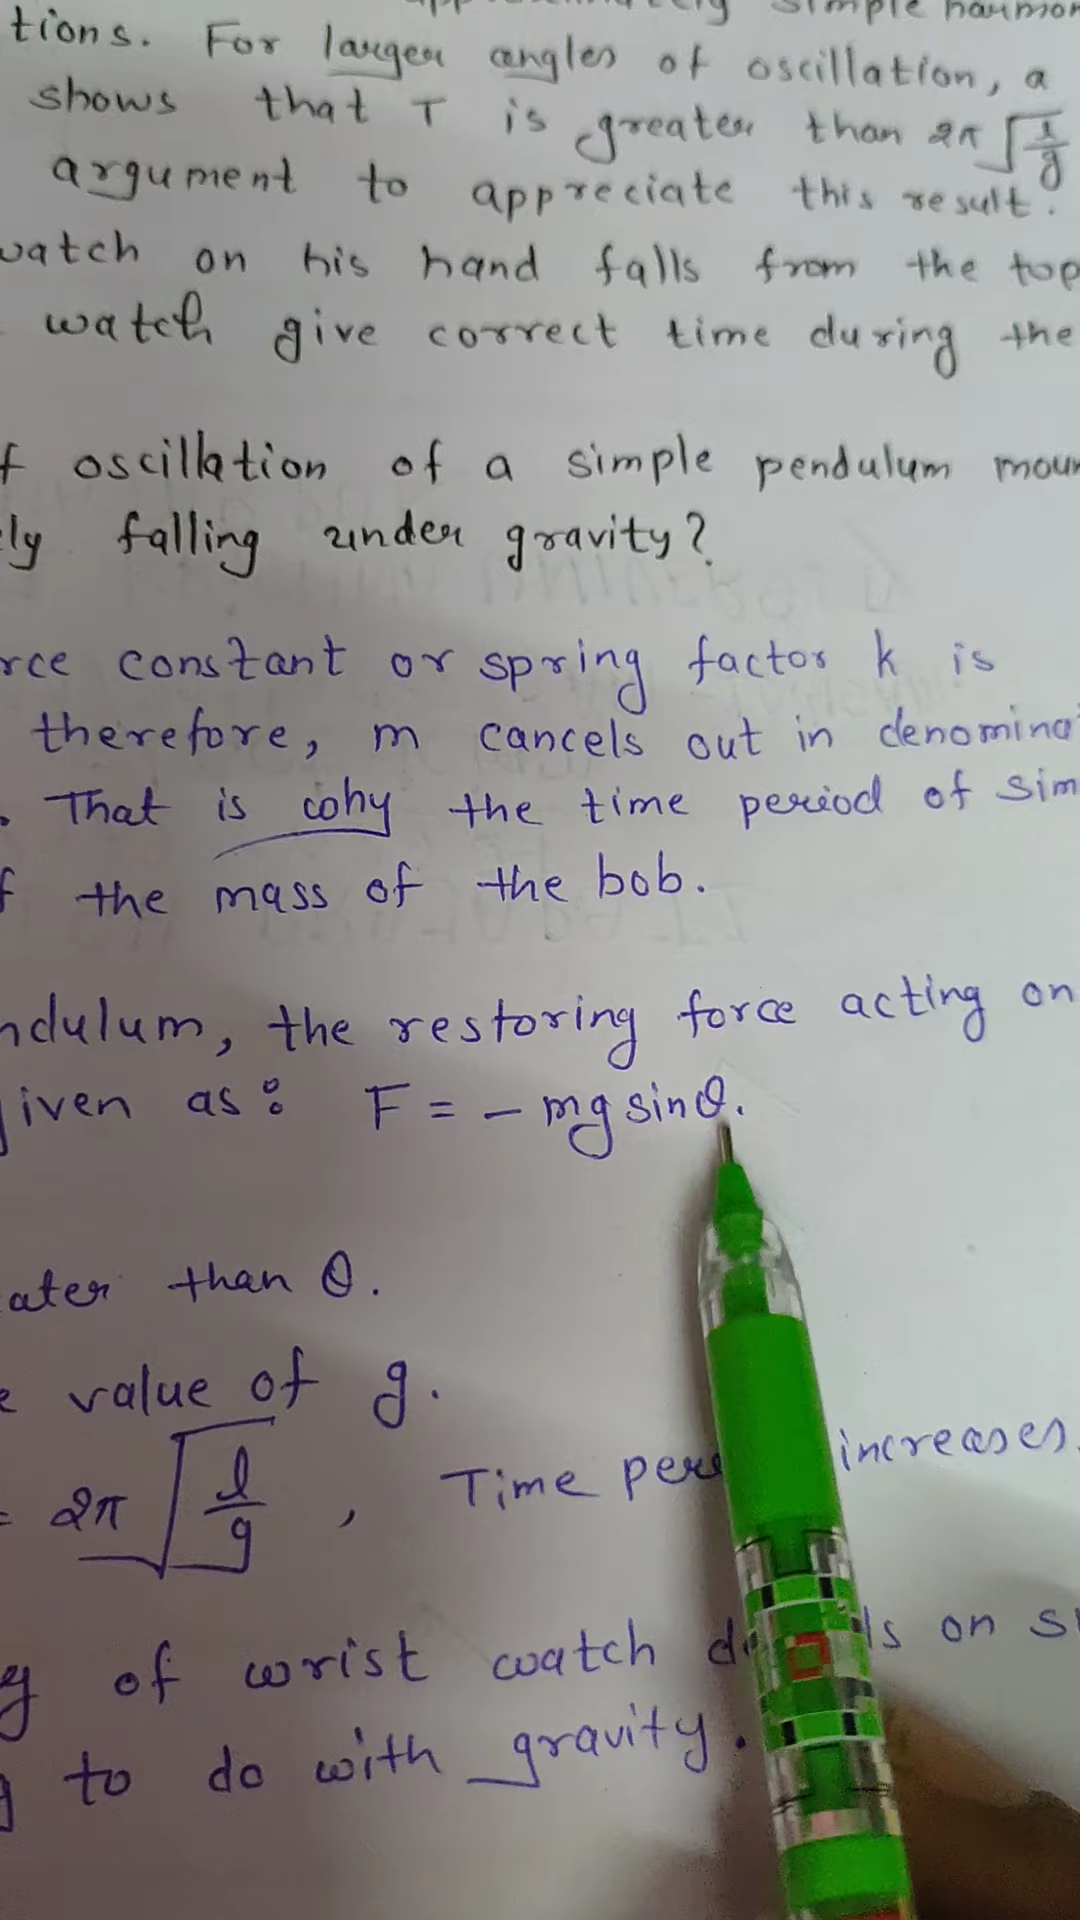 simple harmon
tions. For larger angles of oscillation, a
shows that T is greater than 2π √l/g
argument to appreciate this result.
watch on his hand falls from the top
watch give correct time during the
f oscillation of a simple pendulum moun
ly falling under gravity?
rce constant or spring factor k is
therefore, m cancels out in denomina
. That is why the time period of sim
f the mass of the bob.
ndulum, the restoring force acting on
given as: F = - mg sinθ.
ater than θ.
e value of g.
= 2π √l/g , Time per increases.
y of wrist watch d ds on s
g to do with gravity.